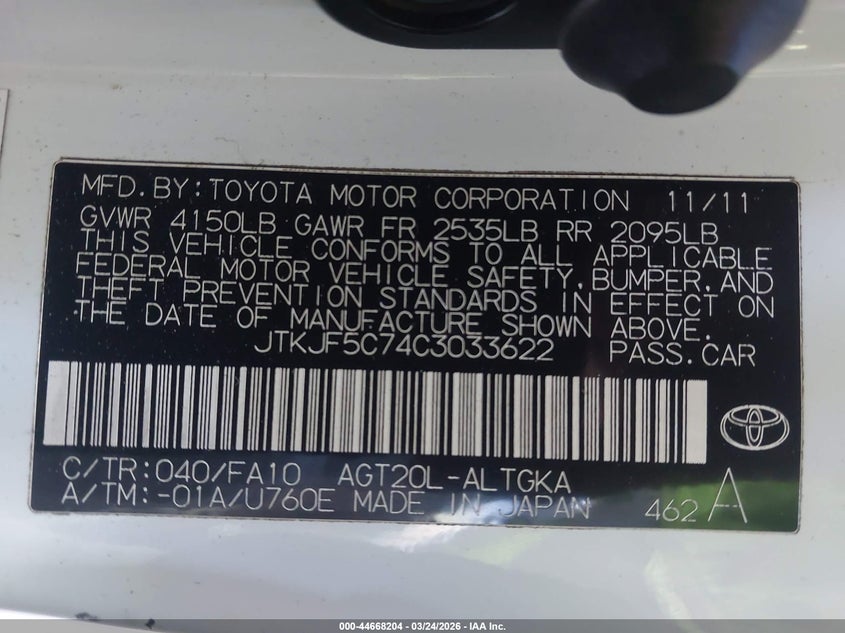 MFD. BY: TOYOTA MOTOR CORPORATION 11/11
GVWR 4150LB GAWR FR 2535LB RR 2095LB
THIS VEHICLE CONFORMS TO ALL APPLICABLE
FEDERAL MOTOR VEHICLE SAFETY, BUMPER, AND
THEFT PREVENTION STANDARDS IN EFFECT ON
THE DATE OF MANUFACTURE SHOWN ABOVE.
JTKJF5C74C3033622 PASS. CAR
C/TR: 040/FA10 AGT20L-ALTGKA
A/TM: -01A/U760E MADE IN JAPAN 462 A
000-44668204 - 03/24/2026 - IAA Inc.